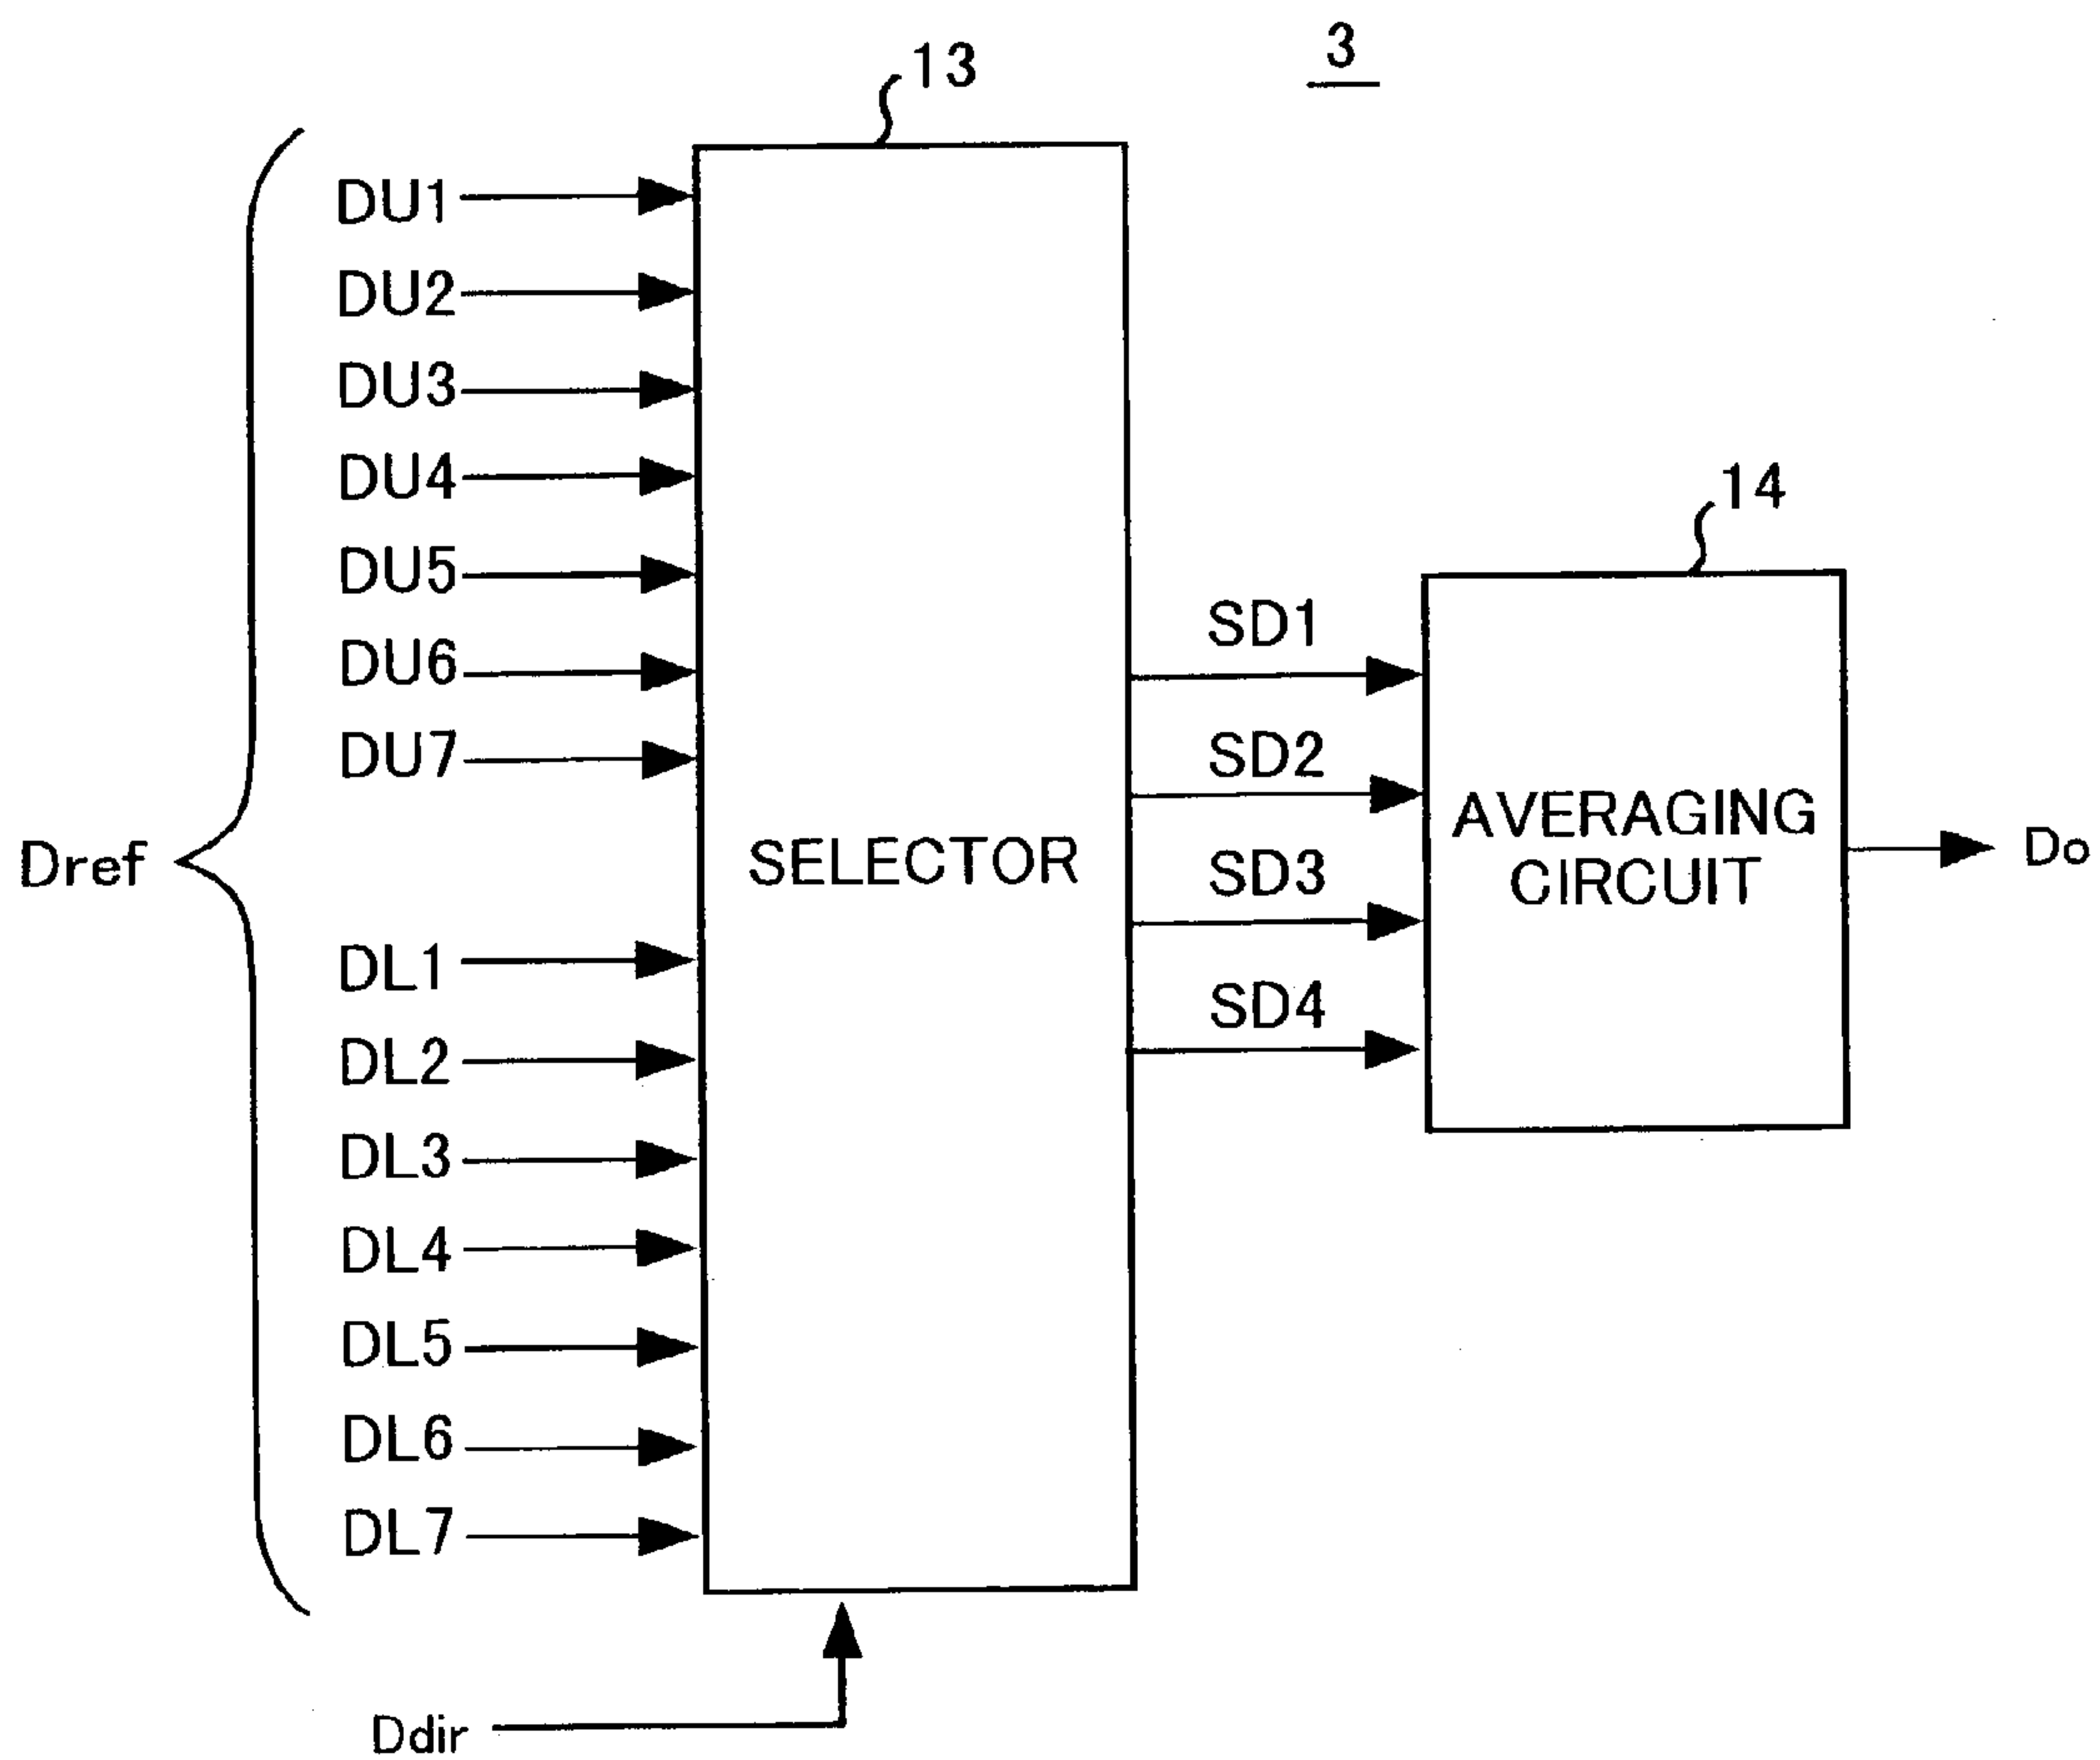 3
13
DU1
DU2
DU3
DU4
DU5
DU6
DU7
Dref
DL1
DL2
DL3
DL4
DL5
DL6
DL7
SELECTOR
Ddir
SD1
SD2
SD3
SD4
14
AVERAGING
CIRCUIT
Do